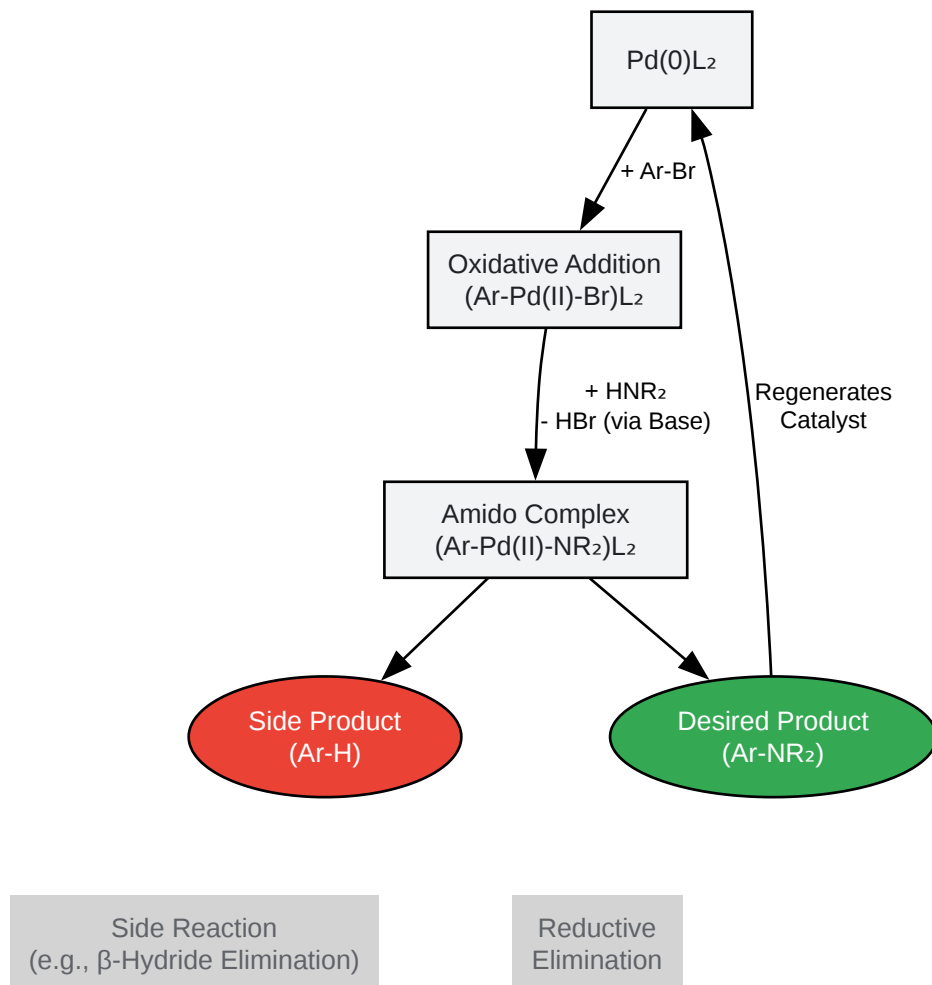 Pd(0)L₂
+ Ar-Br
Oxidative Addition
(Ar-Pd(II)-Br)L₂
+ HNR₂
- HBr (via Base)
Regenerates
Catalyst
Amido Complex
(Ar-Pd(II)-NR₂)L₂
Side Product
(Ar-H)
Desired Product
(Ar-NR₂)
Side Reaction
(e.g., β-Hydride Elimination)
Reductive
Elimination